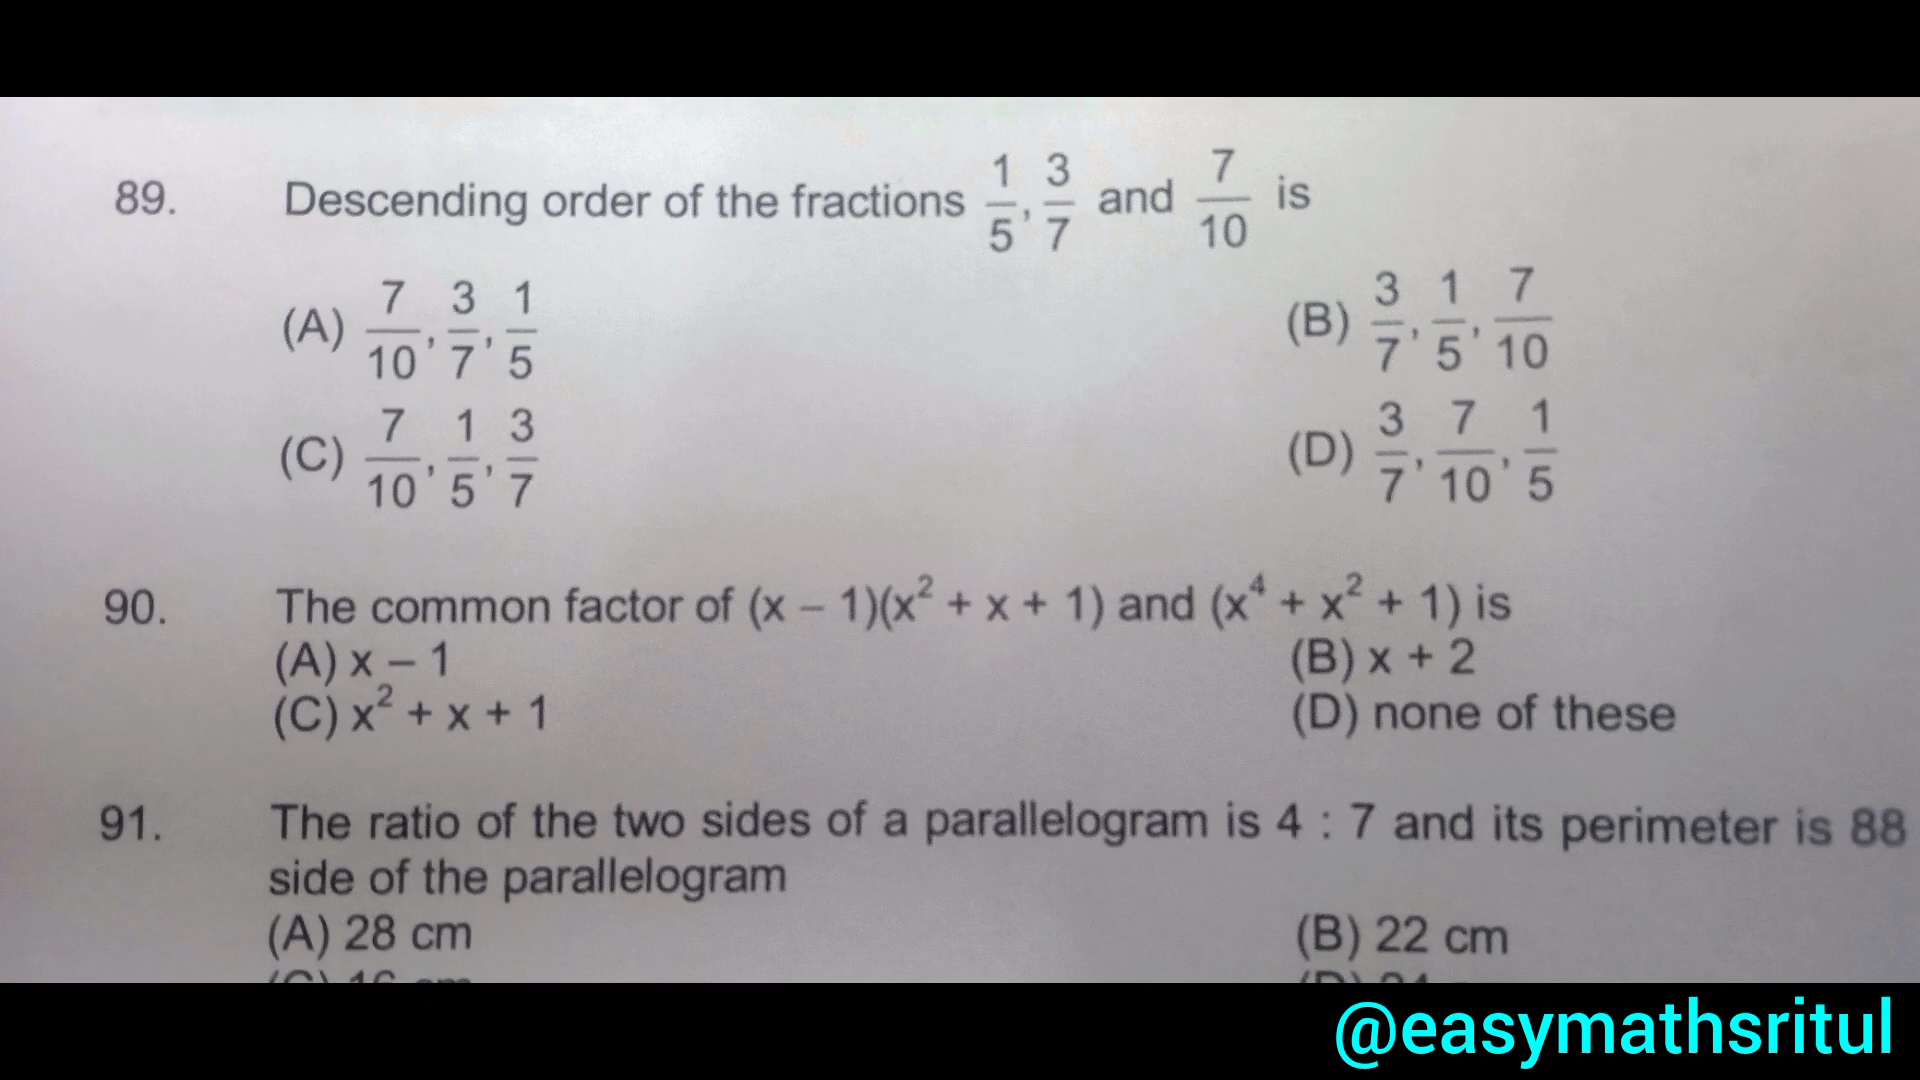 89. Descending order of the fractions 1/5, 3/7 and 7/10 is
(A) 7/10, 3/7, 1/5 (B) 3/7, 1/5, 7/10
(C) 7/10, 1/5, 3/7 (D) 3/7, 7/10, 1/5
90. The common factor of (x – 1)(x² + x + 1) and (x⁴ + x² + 1) is
(A) x – 1 (B) x + 2
(C) x² + x + 1 (D) none of these
91. The ratio of the two sides of a parallelogram is 4 : 7 and its perimeter is 88
side of the parallelogram
(A) 28 cm (B) 22 cm
@easymathsritul